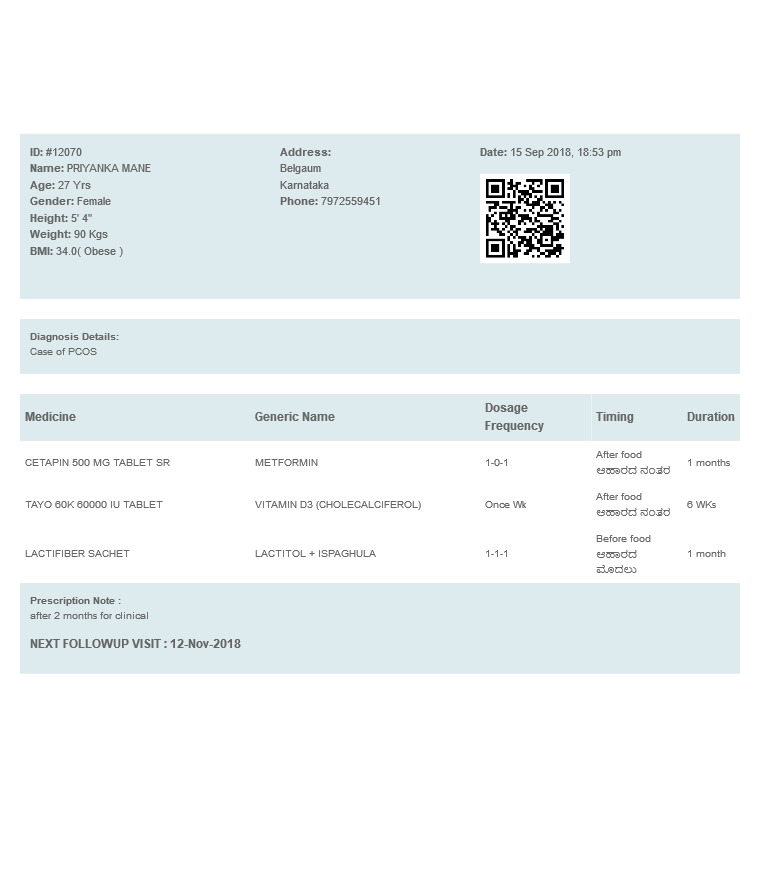 ID: #12070
Name: PRIYANKA MANE
Age: 27 Yrs
Gender: Female
Height: 5' 4"
Weight: 90 Kgs
BMI: 34.0( Obese )
Address:
Belgaum
Karnataka
Phone: 7972559451
Date: 15 Sep 2018, 18:53 pm
Diagnosis Details:
Case of PCOS
Medicine Generic Name Dosage Frequency Timing Duration
CETAPIN 500 MG TABLET SR METFORMIN 1-0-1 After food ಆಹಾರದ ನಂತರ 1 months
TAYO 60K 60000 IU TABLET VITAMIN D3 (CHOLECALCIFEROL) Once Wk After food ಆಹಾರದ ನಂತರ 6 WKs
LACTIFIBER SACHET LACTITOL + ISPAGHULA 1-1-1 Before food ಆಹಾರದ ಮೊದಲು 1 month
Prescription Note :
after 2 months for clinical
NEXT FOLLOWUP VISIT : 12-Nov-2018